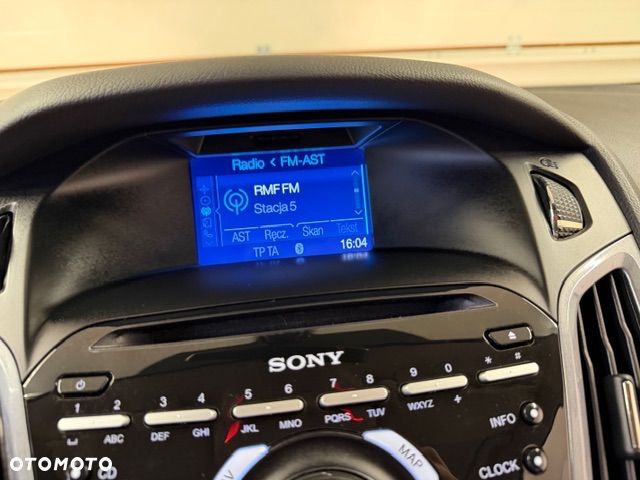 Radio < FM-AST
RMF FM
Stacja 5
AST Ręcz. Skan Tekst
TP TA 16:04
SONY
1 2 3 4 5 6 7 8 9 0 * #
ABC DEF GHI JKL MNO PQRS TUV WXYZ +
INFO
MAP
CD
CLOCK
OTOMOTO